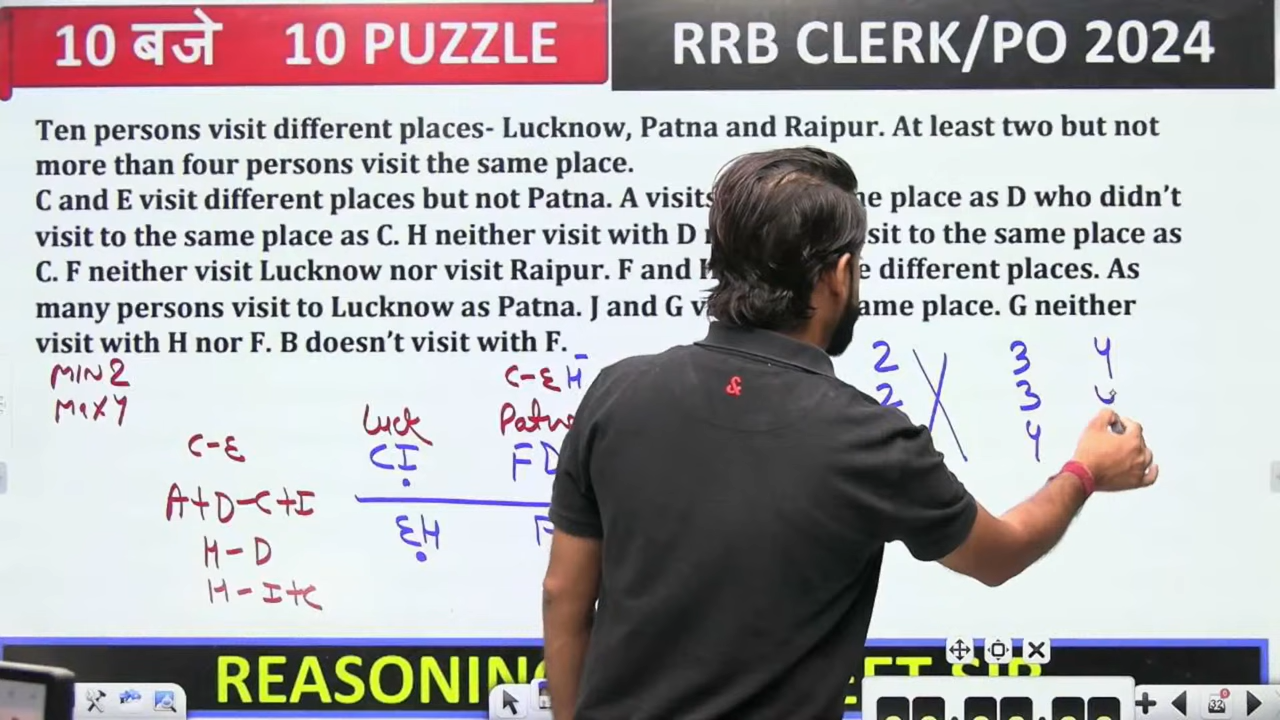 10 बजे 10 PUZZLE
RRB CLERK/PO 2024
Ten persons visit different places- Lucknow, Patna and Raipur. At least two but not
more than four persons visit the same place.
C and E visit different places but not Patna. A visits place as D who didn’t
visit to the same place as C. H neither visit with D to the same place as
C. F neither visit Lucknow nor visit Raipur. F and different places. As
many persons visit to Lucknow as Patna. J and G place. G neither
visit with H nor F. B doesn’t visit with F.
MIN 2
Max 4
C-E
A+D-C+I
H-D
H-I+C
C-E H-
Luck
CI FD
EH F
2 3 4
2 3
4
REASONING